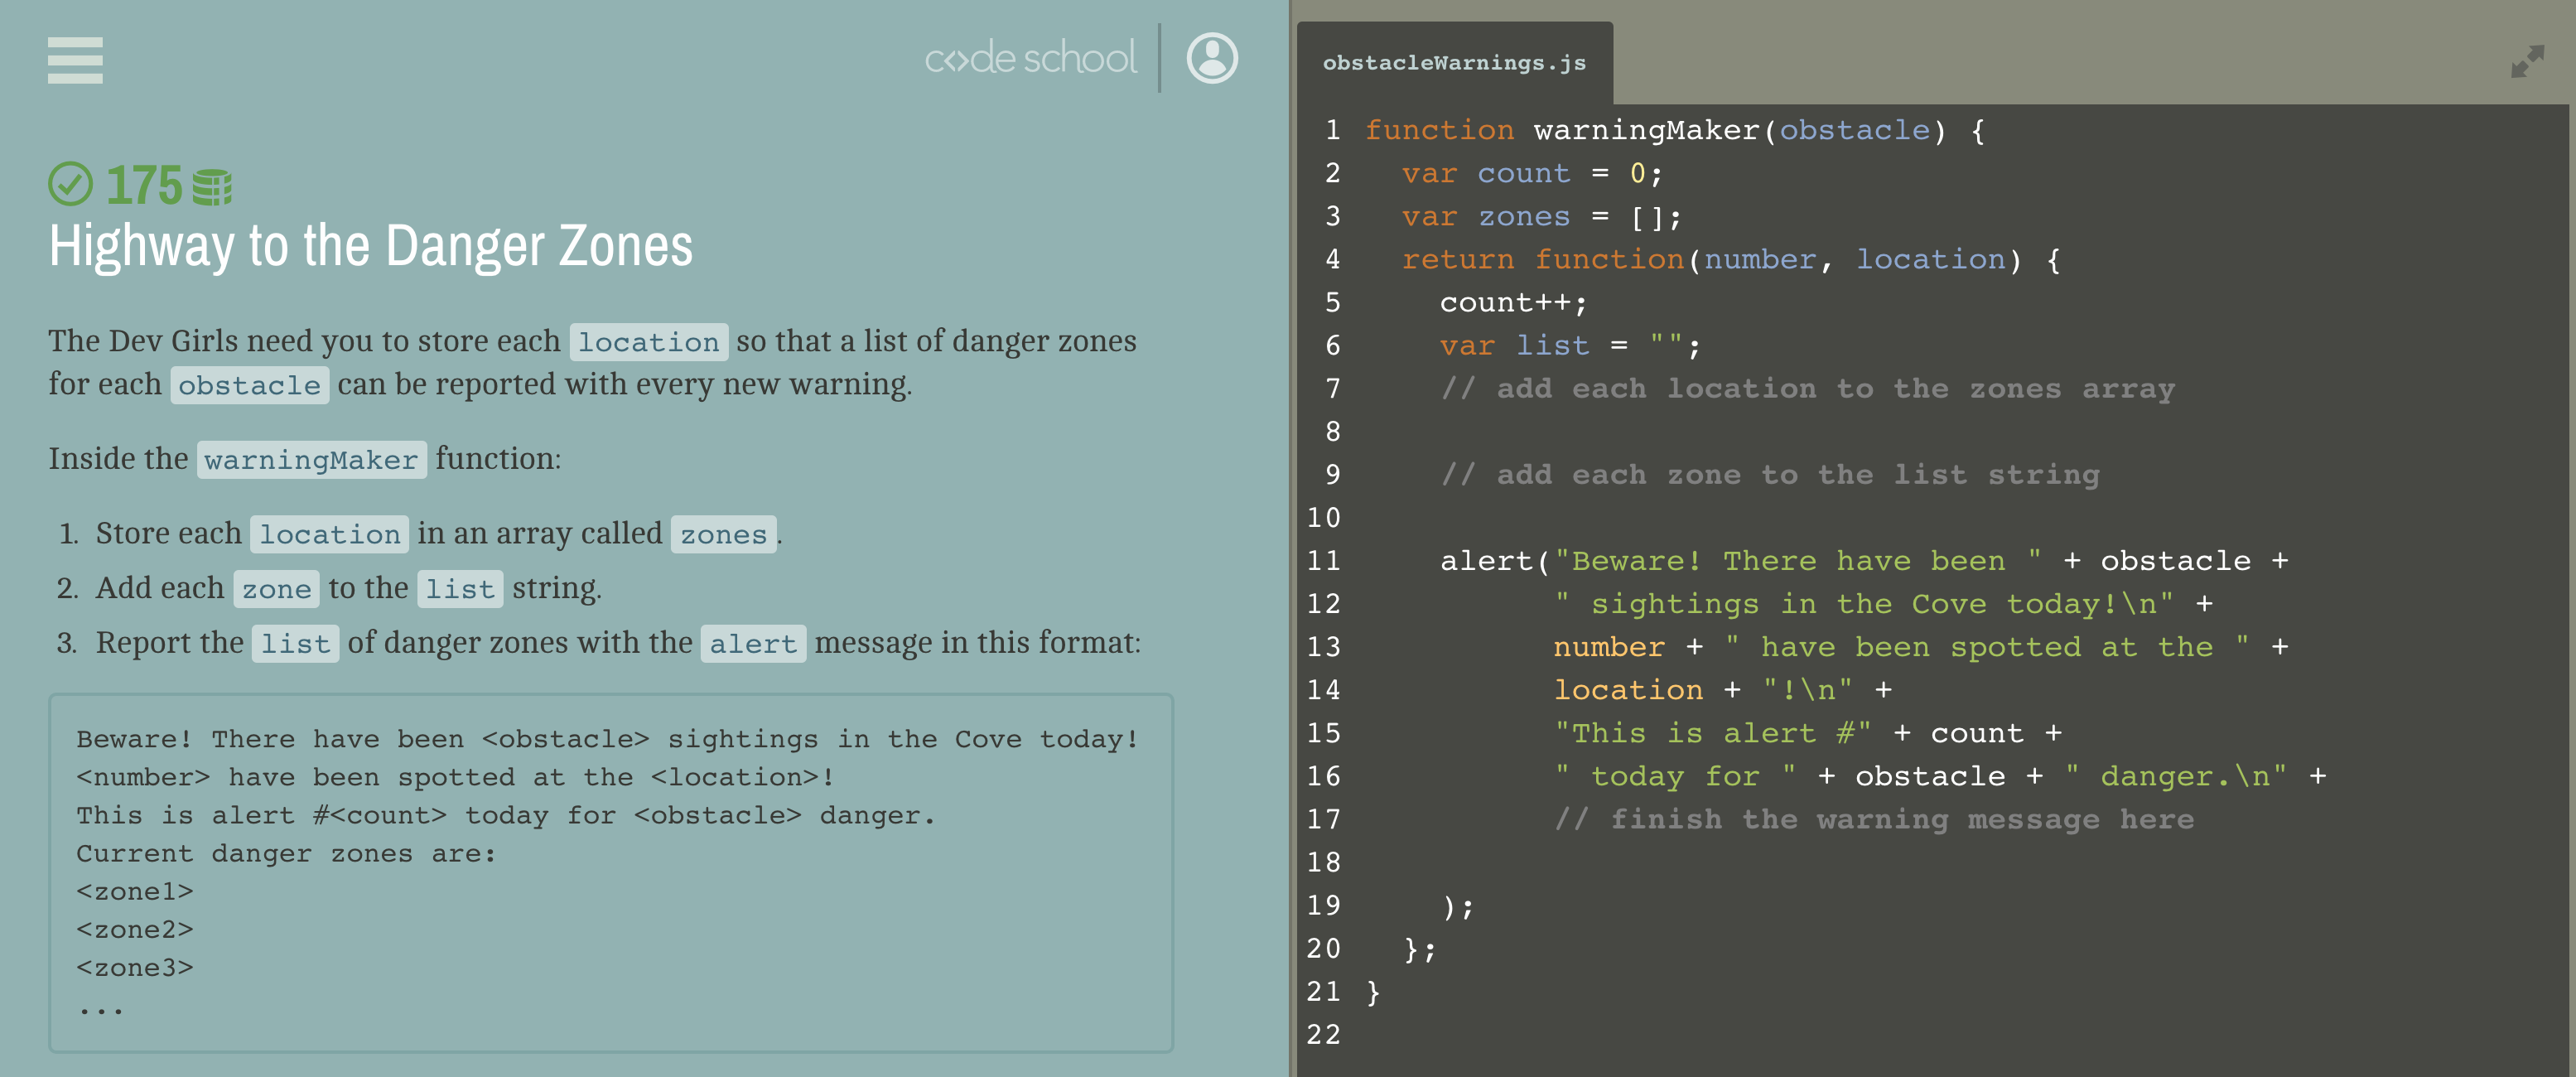 code school
175
Highway to the Danger Zones
The Dev Girls need you to store each location so that a list of danger zones
for each obstacle can be reported with every new warning.
Inside the warningMaker function:
1. Store each location in an array called zones.
2. Add each zone to the list string.
3. Report the list of danger zones with the alert message in this format:
Beware! There have been <obstacle> sightings in the Cove today!
<number> have been spotted at the <location>!
This is alert #<count> today for <obstacle> danger.
Current danger zones are:
<zone1>
<zone2>
<zone3>
...
obstacleWarnings.js
1 function warningMaker(obstacle) {
2   var count = 0;
3   var zones = [];
4   return function(number, location) {
5     count++;
6     var list = "";
7     // add each location to the zones array
8
9     // add each zone to the list string
10
11     alert("Beware! There have been " + obstacle +
12           " sightings in the Cove today!\n" +
13           number + " have been spotted at the " +
14           location + "!\n" +
15           "This is alert #" + count +
16           " today for " + obstacle + " danger.\n" +
17           // finish the warning message here
18
19     );
20   };
21 }
22